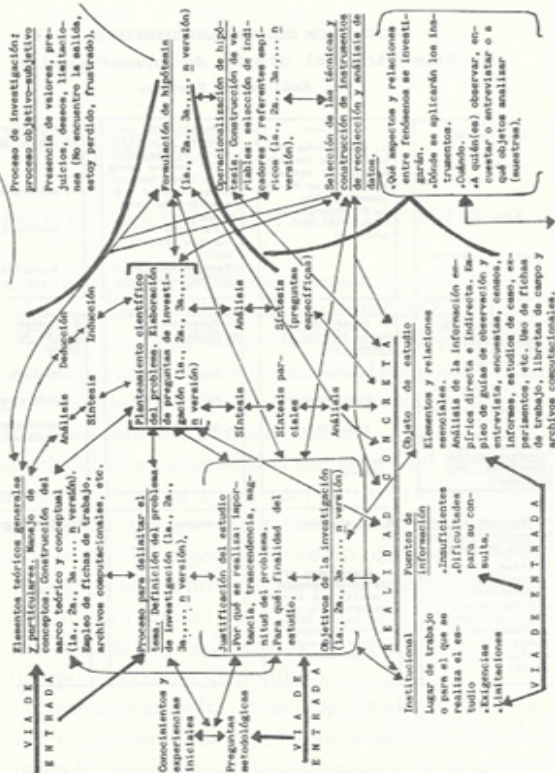 VIA DE
ENTRADA
Elementos teóricos generales
y particulares. Manejo de
conceptos. Construcción del
marco teórico y conceptual
(1a., 2a., 3a.,... n versión).
Empleo de fichas de trabajo,
archivos computacionales, etc.
Análisis
Deducción
Síntesis
Inducción
Proceso de investigación:
proceso objetivo-subjetivo
Presencia de valores, pre-
juicios, deseos, limitacio-
nes (No encuentro la salida,
estoy perdido, frustrado).
Conocimientos y
experiencias
iniciales
Preguntas
metodológicas
VIA DE
ENTRADA
Proceso para delimitar el
tema. Definición del problema
de investigación (1a., 2a.,
3a.,... n versión).
Planteamiento científico
del problema. Elaboración
de preguntas de investi-
gación (1a., 2a., 3a.,...
n versión)
Formulación de hipótesis
(1a., 2a., 3a.,... n versión)
Justificación del estudio
.Por qué se realiza: impor-
tancia, trascendencia, mag-
nitud del problema.
.Para qué: finalidad del
estudio.
Objetivos de la investigación
(1a., 2a., 3a.,... n versión)
Síntesis
Síntesis par-
ciales
Análisis
Análisis
Síntesis
(preguntas
específicas)
Operacionalización de hipó-
tesis. Construcción de va-
riables: selección de indi-
cadores y referentes empí-
ricos (1a., 2a., 3a.,... n
versión).
Selección de las técnicas y
construcción de instrumentos
de recolección y análisis de
datos.
.Qué aspectos y relaciones
entre fenómenos se investi-
garán.
.Dónde se aplicarán los ins-
trumentos.
.Cuándo.
.A quién(es) observar, en-
cuestar o entrevistar o a
qué objetos analizar
(muestras).
REALIDAD CONCRETA
Institucional
Lugar de trabajo
o para el que se
realiza el es-
tudio
.Exigencias
.Limitaciones
Fuentes de
información
.Insuficientes
.Dificultades
para su con-
sulta.
Objeto de estudio
Elementos y relaciones
esenciales.
Análisis de la información em-
pírica directa e indirecta. Em-
pleo de guías de observación y
entrevista, encuestas, censos,
informes, estudios de caso, ex-
perimentos, etc. Uso de fichas
de trabajo, libretas de campo y
archivos computacionales.
VIA DE ENTRADA